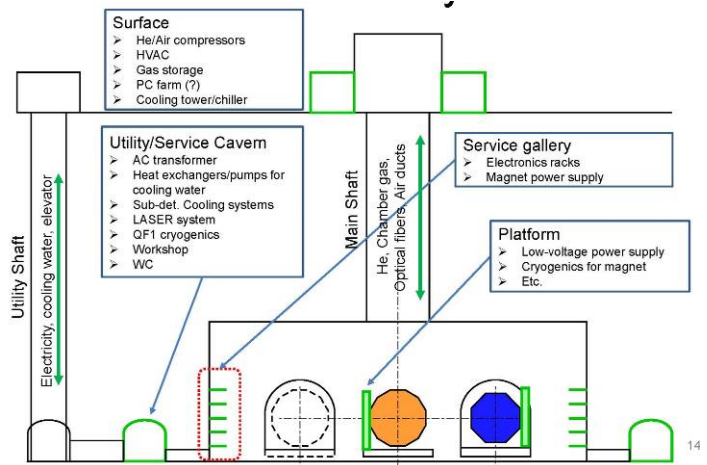 Surface
➢ He/Air compressors
➢ HVAC
➢ Gas storage
➢ PC farm (?)
➢ Cooling tower/chiller
Utility/Service Cavern
➢ AC transformer
➢ Heat exchangers/pumps for
cooling water
➢ Sub-det. Cooling systems
➢ LASER system
➢ QF1 cryogenics
➢ Workshop
➢ WC
Service gallery
➢ Electronics racks
➢ Magnet power supply
Platform
➢ Low-voltage power supply
➢ Cryogenics for magnet
➢ Etc.
Utility Shaft
Electricity, cooling water, elevator
Main Shaft
He, Chamber gas,
Optical fibers, Air ducts
14